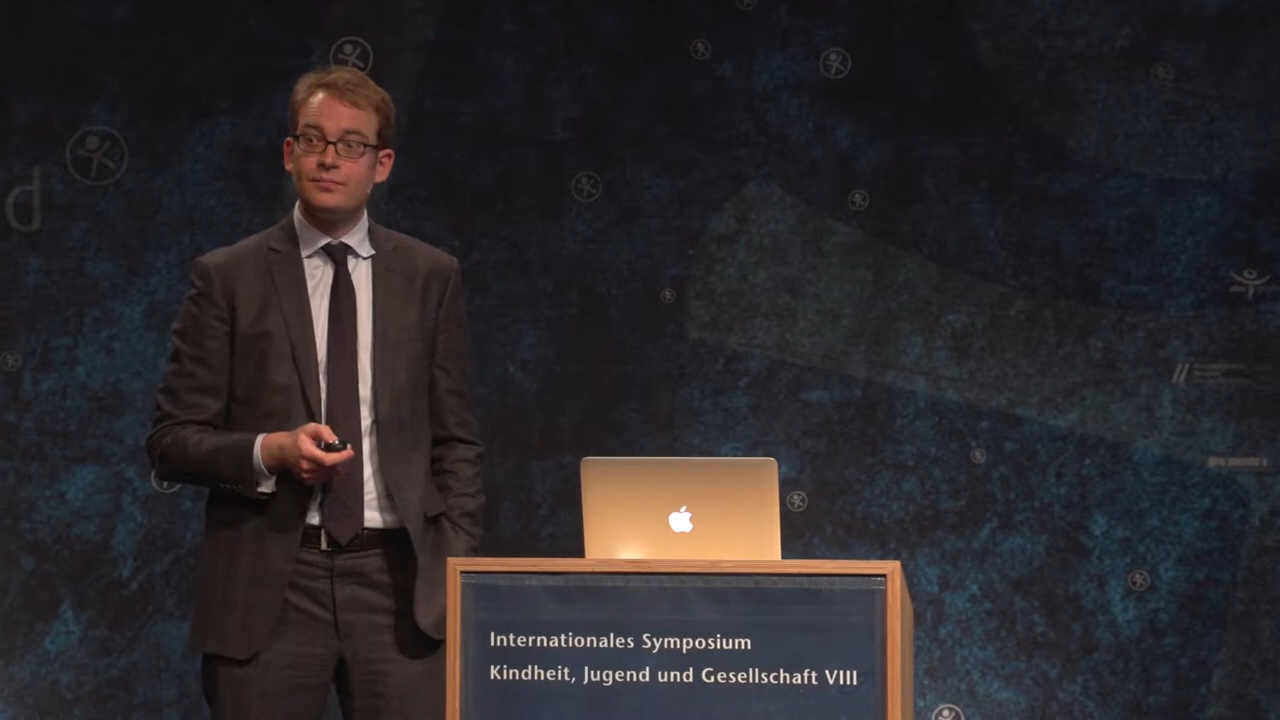 d
Internationales Symposium
Kindheit, Jugend und Gesellschaft VIII